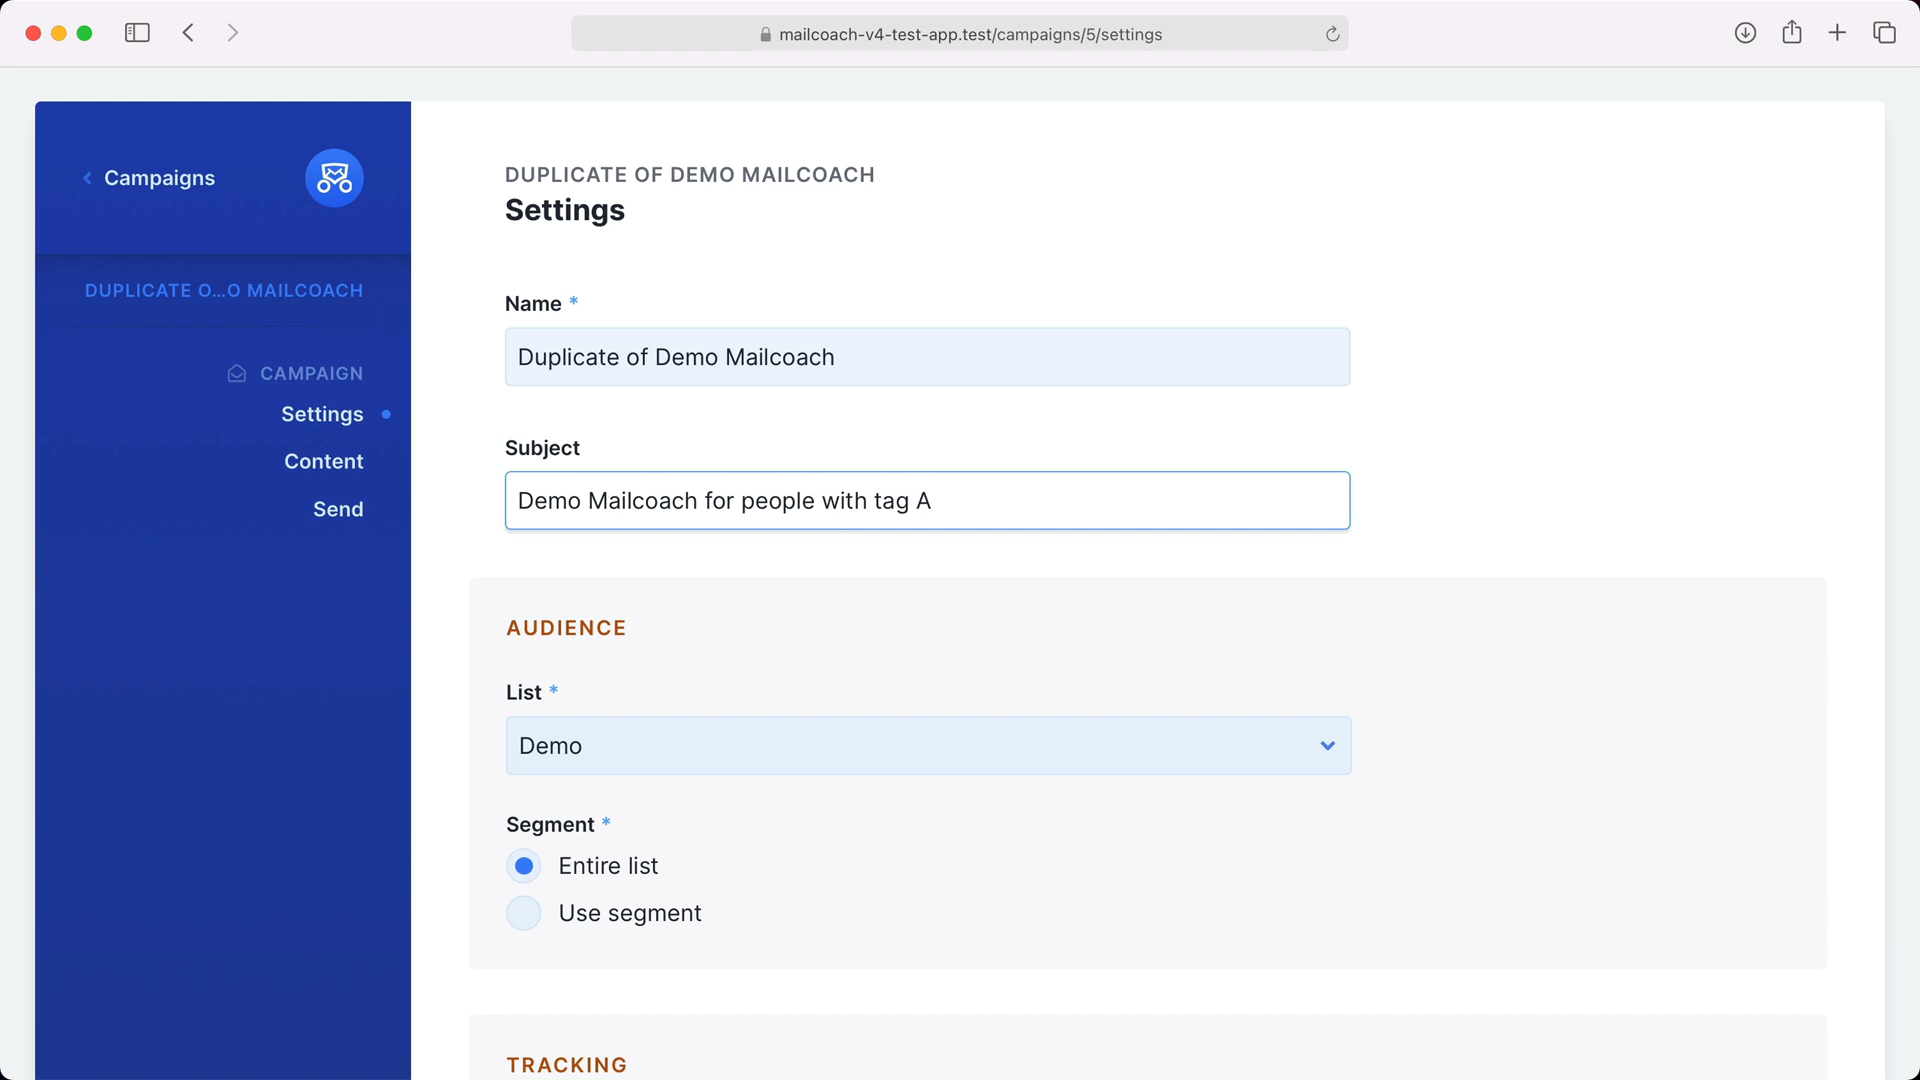 mailcoach-v4-test-app.test/campaigns/5/settings
Campaigns
DUPLICATE O...O MAILCOACH
CAMPAIGN
Settings
Content
Send
DUPLICATE OF DEMO MAILCOACH
Settings
Name *
Duplicate of Demo Mailcoach
Subject
Demo Mailcoach for people with tag A
AUDIENCE
List *
Demo
Segment *
Entire list
Use segment
TRACKING